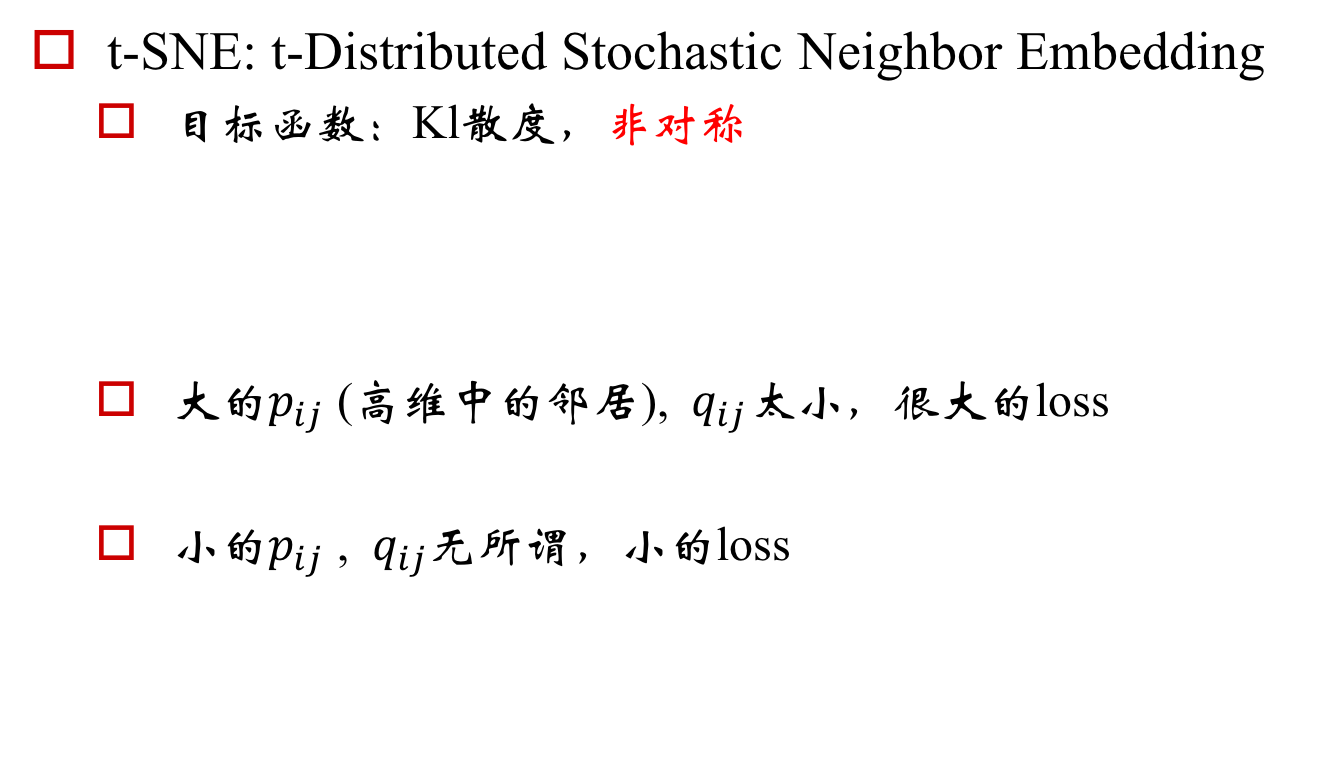 t-SNE: t-Distributed Stochastic Neighbor Embedding
目标函数：Kl散度，非对称
大的𝑝𝑖𝑗 (高维中的邻居), 𝑞𝑖𝑗太小，很大的loss
小的𝑝𝑖𝑗 , 𝑞𝑖𝑗无所谓，小的loss